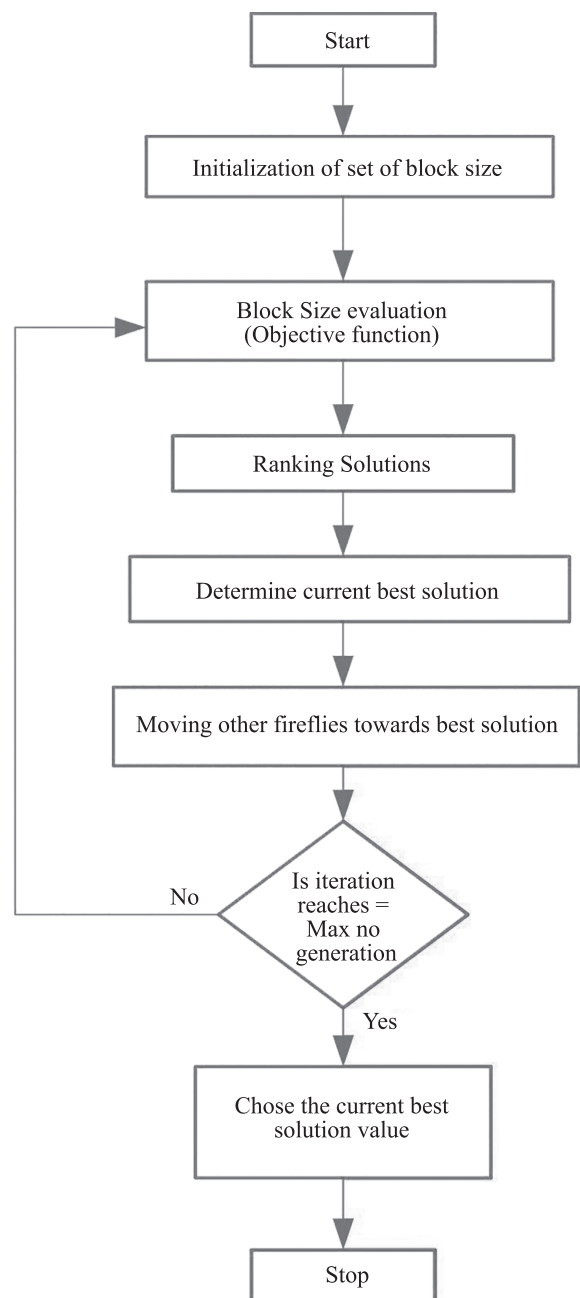 Start
Initialization of set of block size
Block Size evaluation
(Objective function)
Ranking Solutions
Determine current best solution
Moving other fireflies towards best solution
Is iteration
reaches =
Max no
generation
No
Yes
Chose the current best
solution value
Stop